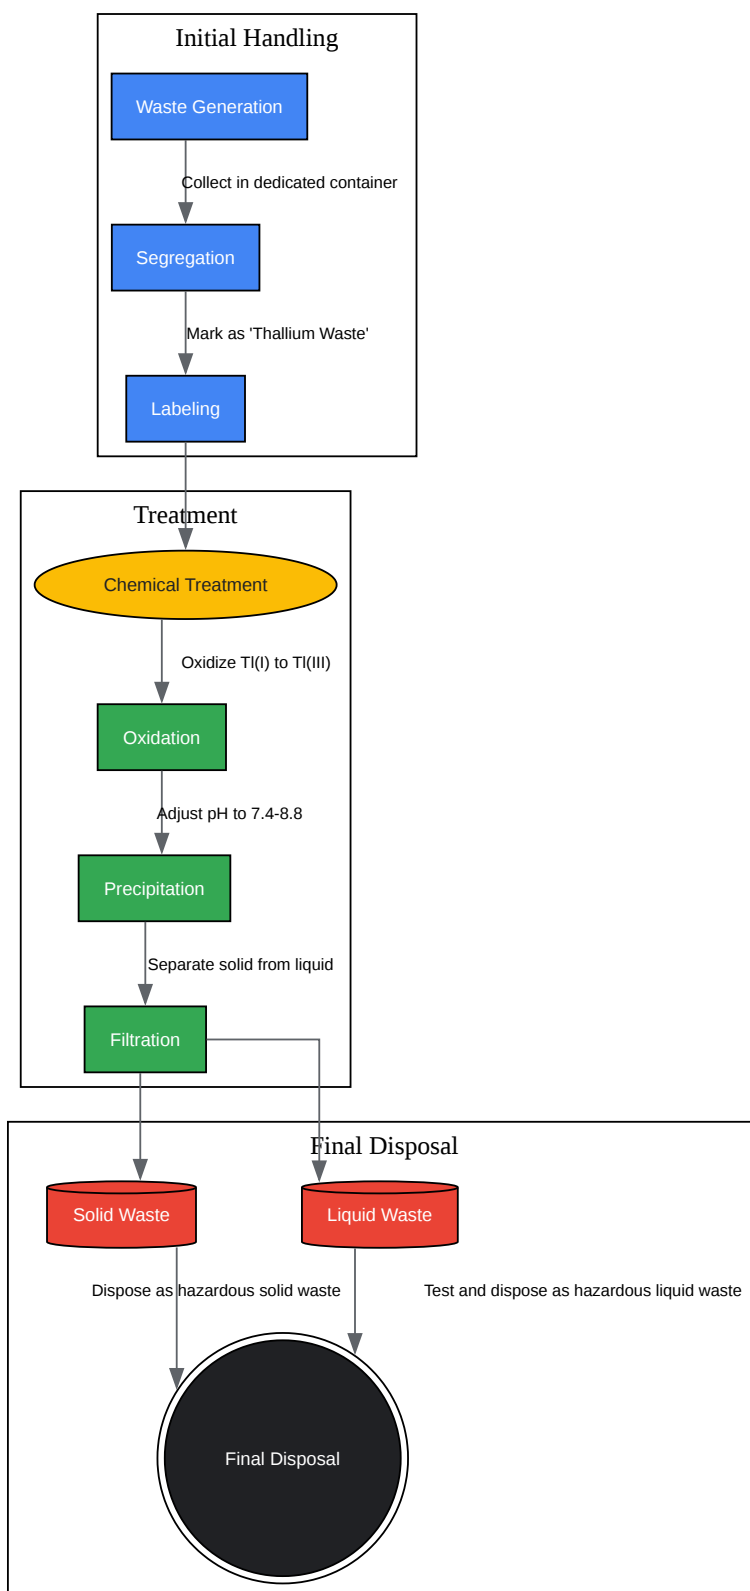 Initial Handling
Waste Generation
Collect in dedicated container
Segregation
Mark as 'Thallium Waste'
Labeling
Treatment
Chemical Treatment
Oxidize Tl(I) to Tl(III)
Oxidation
Adjust pH to 7.4-8.8
Precipitation
Separate solid from liquid
Filtration
Final Disposal
Solid Waste
Liquid Waste
Dispose as hazardous solid waste
Test and dispose as hazardous liquid waste
Final Disposal